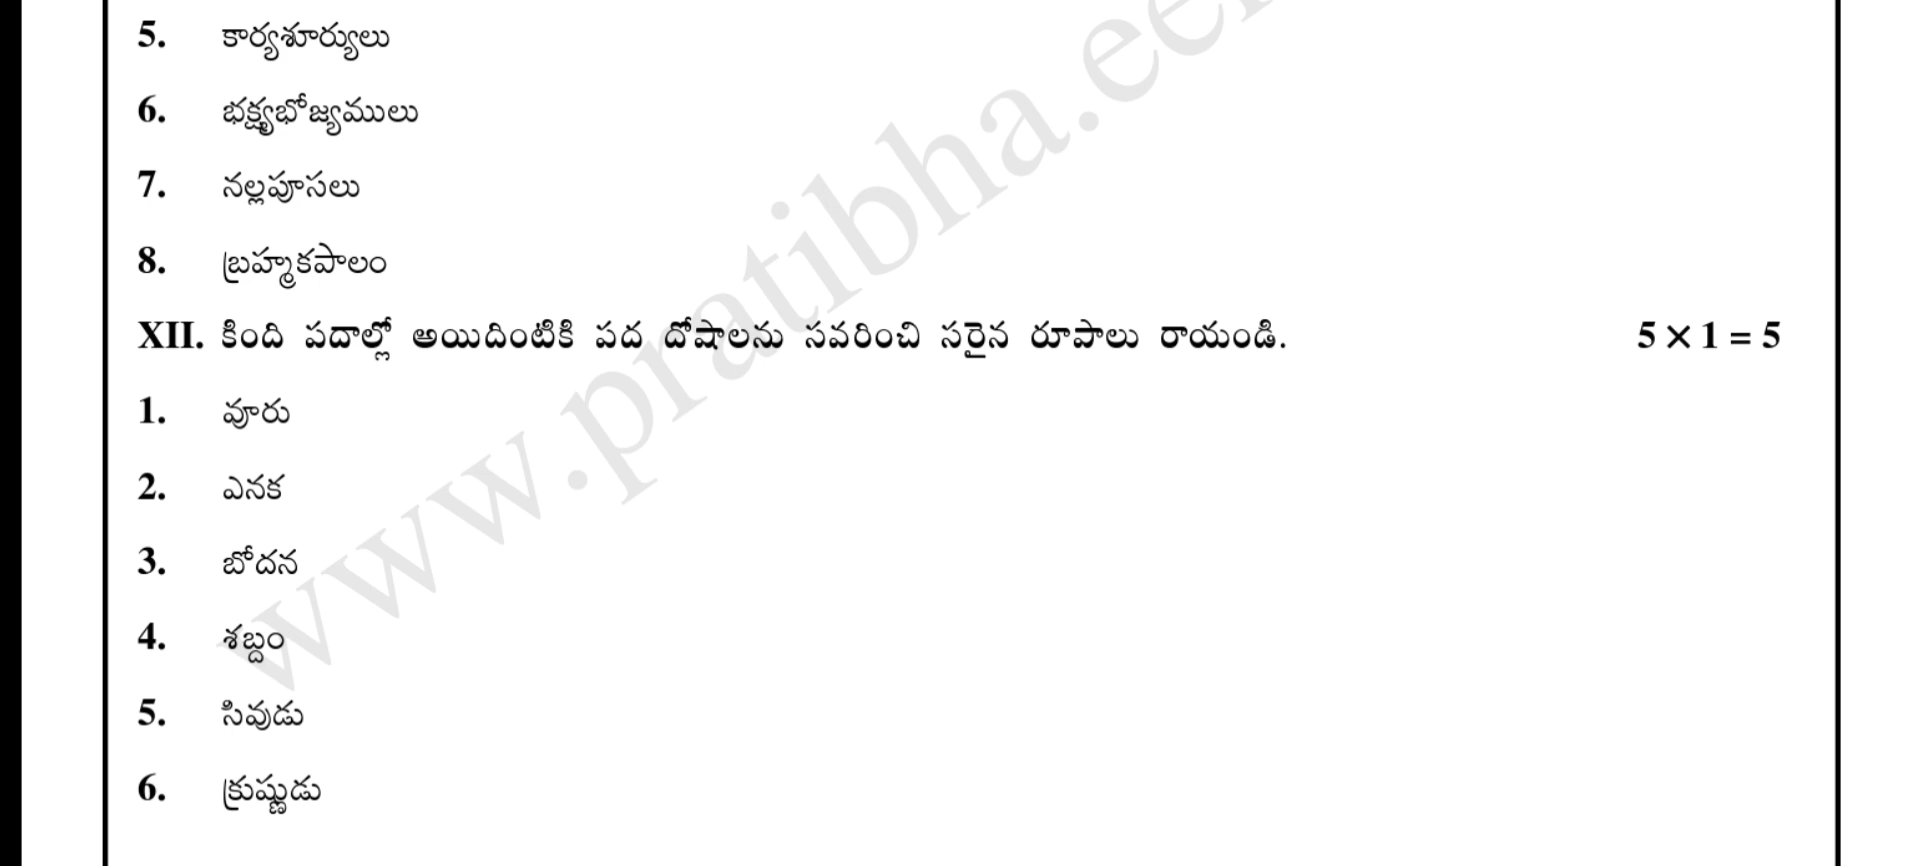 5. కార్యశూర్యులు
6. భక్ష్యభోజ్యములు
7. నల్లపూసలు
8. బ్రహ్మకపాలం
XII. కింది పదాల్లో అయిదింటికి పద దోషాలను సవరించి సరైన రూపాలు రాయండి. 5 × 1 = 5
1. వూరు
2. ఎనక
3. బోదన
4. శబ్దం
5. సివుడు
6. క్రుష్ణుడు
www.pratibha.ee